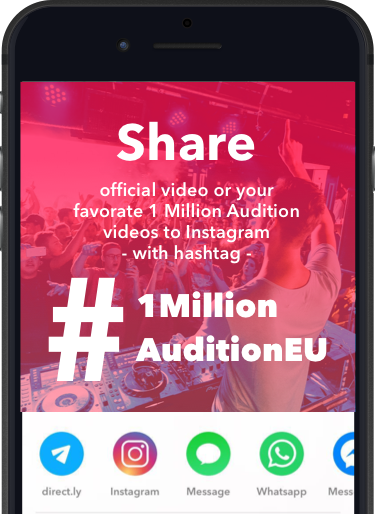 Share
official video or your
favorate 1 Million Audition
videos to Instagram
- with hashtag -
# 1Million
AuditionEU
direct.ly Instagram Message Whatsapp Mess